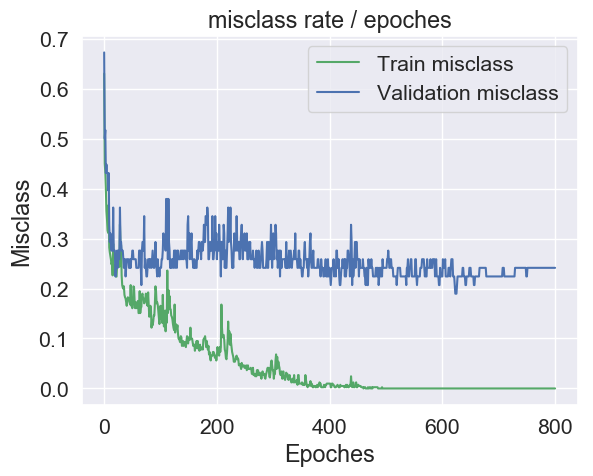 misclass rate / epoches
0.7
0.6
0.5
0.4
0.3
0.2
0.1
0.0
Misclass
Train misclass
Validation misclass
0 200 400 600 800
Epoches